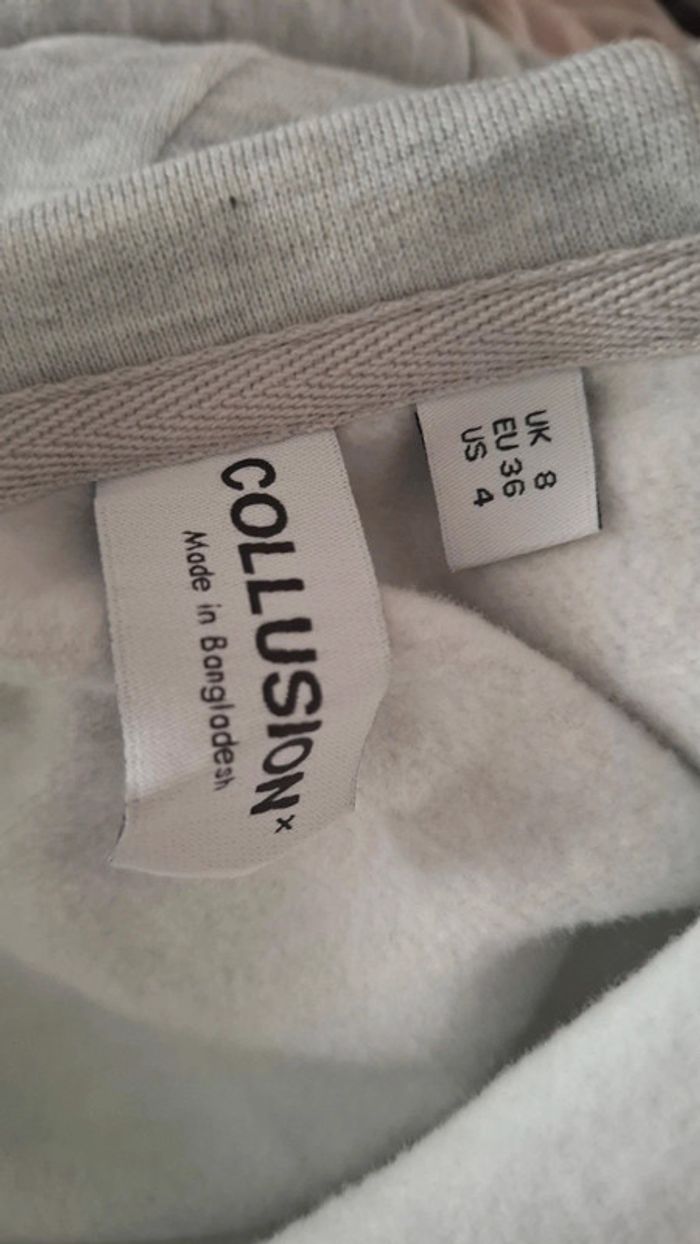 COLLUSION x
Made in Bangladesh
UK 8
EU 36
US 4